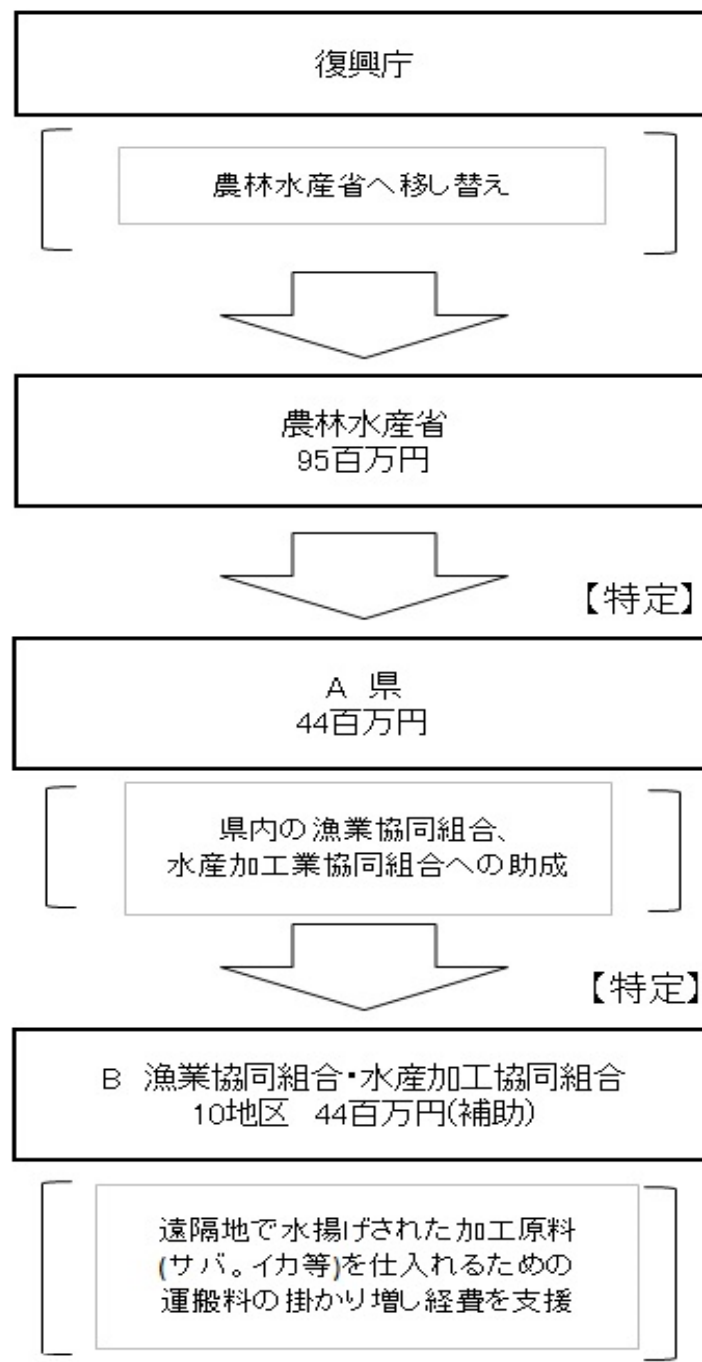 復興庁
農林水産省へ移し替え
農林水産省
95百万円
【特定】
A 県
44百万円
県内の漁業協同組合、
水産加工業協同組合への助成
【特定】
B 漁業協同組合・水産加工協同組合
10地区 44百万円(補助)
遠隔地で水揚げされた加工原料
(サバ。イカ等)を仕入れるための
運搬料の掛かり増し経費を支援